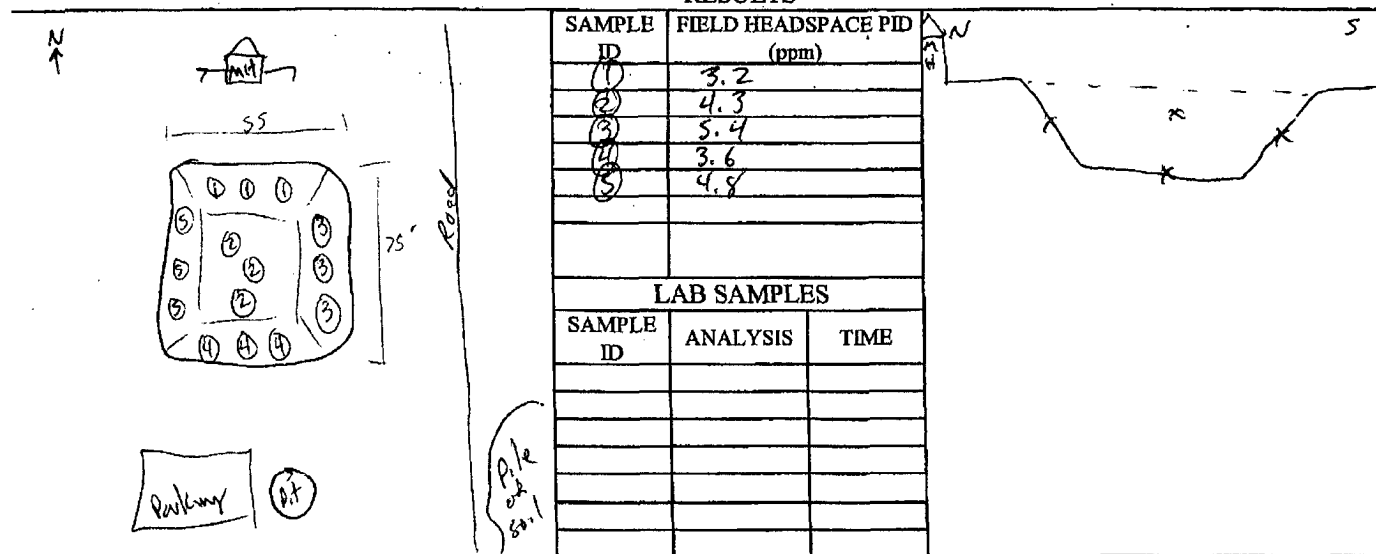 N
MH
55
1 1 1
5
3
2
5
2
3
5
2
3
4 4 4
75'
Road
Parking
Pit
Pile
of
soil
SAMPLE ID FIELD HEADSPACE PID (ppm)
1 3.2
2 4.3
3 5.4
4 3.6
5 4.8
LAB SAMPLES
SAMPLE ID ANALYSIS TIME
MH
N
S